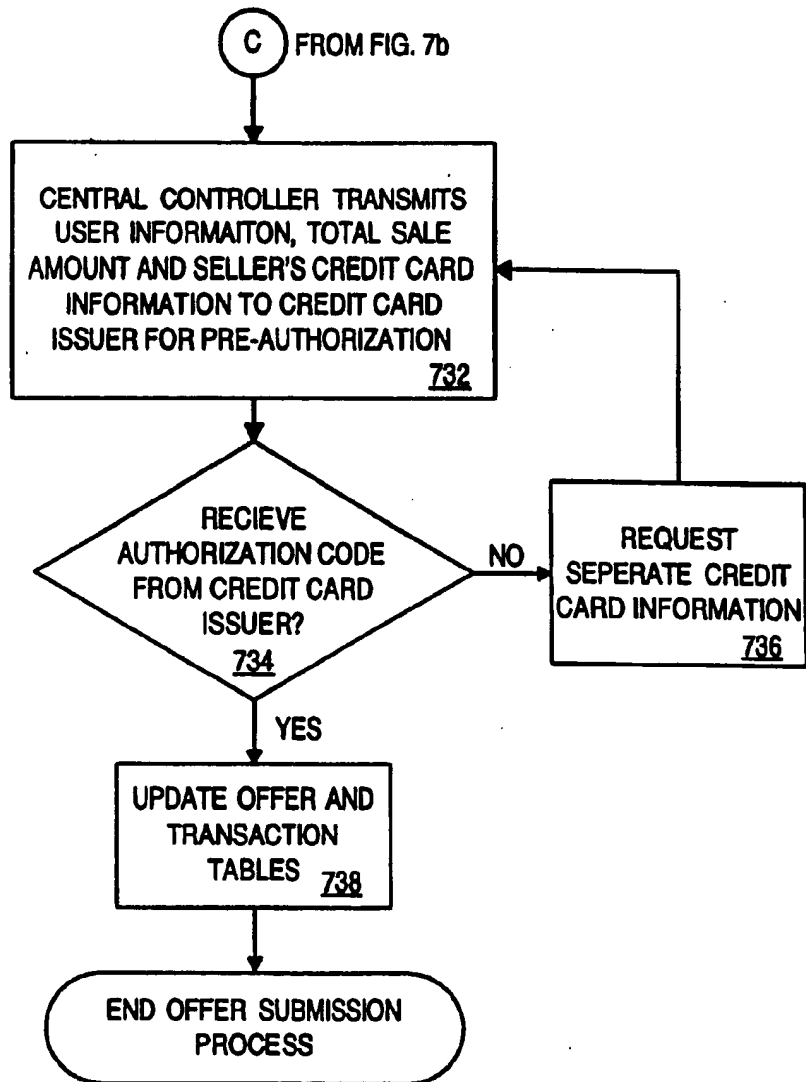 C FROM FIG. 7b
CENTRAL CONTROLLER TRANSMITS
USER INFORMAITON, TOTAL SALE
AMOUNT AND SELLER'S CREDIT CARD
INFORMATION TO CREDIT CARD
ISSUER FOR PRE-AUTHORIZATION
732
RECIEVE
AUTHORIZATION CODE
FROM CREDIT CARD
ISSUER?
734
NO
REQUEST
SEPERATE CREDIT
CARD INFORMATION
736
YES
UPDATE OFFER AND
TRANSACTION
TABLES
738
END OFFER SUBMISSION
PROCESS